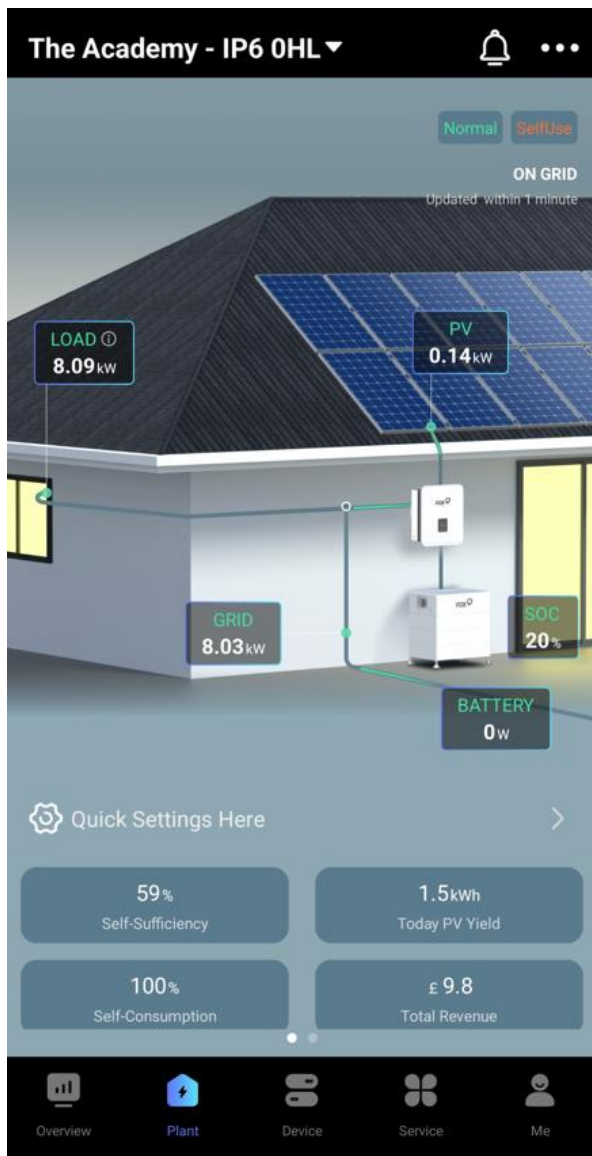 The Academy - IP6 0HL
Normal
SelfUse
ON GRID
Updated within 1 minute
LOAD
8.09kW
PV
0.14kW
FOX
FOX
GRID
8.03kW
SOC
20%
BATTERY
0W
Quick Settings Here
59%
Self-Sufficiency
1.5kWh
Today PV Yield
100%
Self-Consumption
£ 9.8
Total Revenue
Overview
Plant
Device
Service
Me